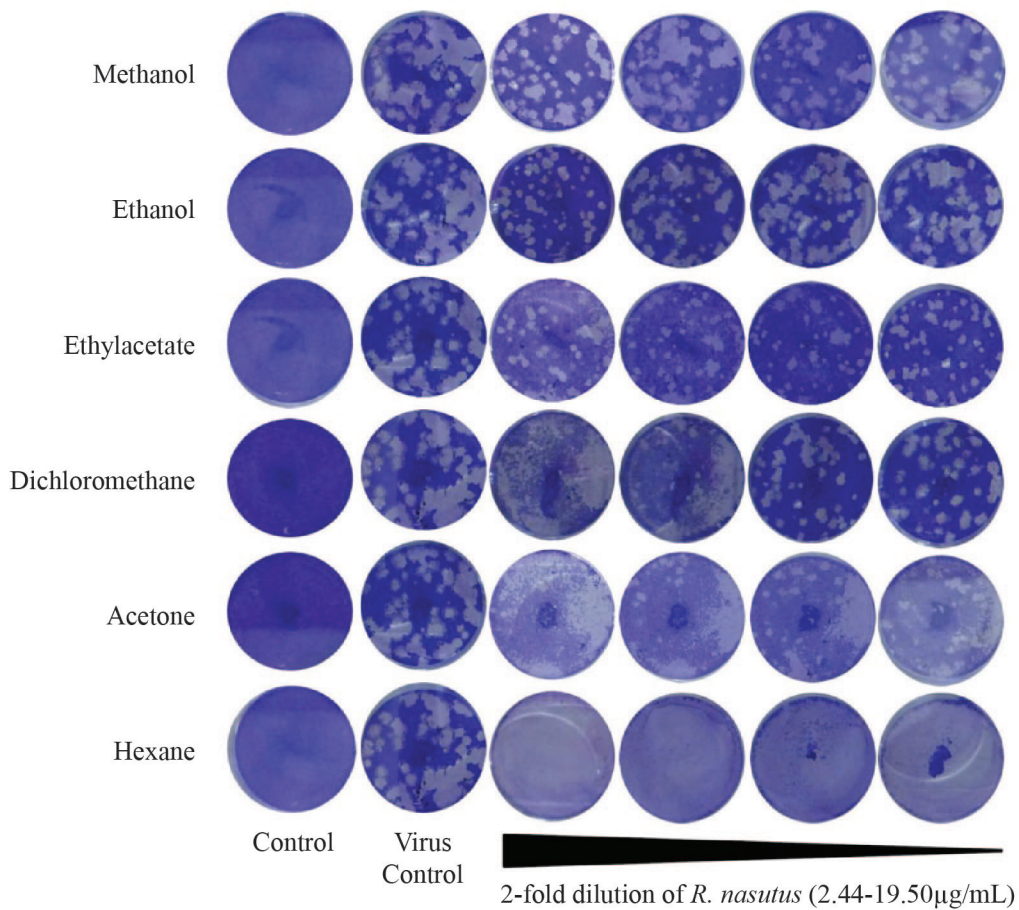 Methanol
Ethanol
Ethylacetate
Dichloromethane
Acetone
Hexane
Control
Virus
Control
2-fold dilution of R. nasutus (2.44-19.50μg/mL)